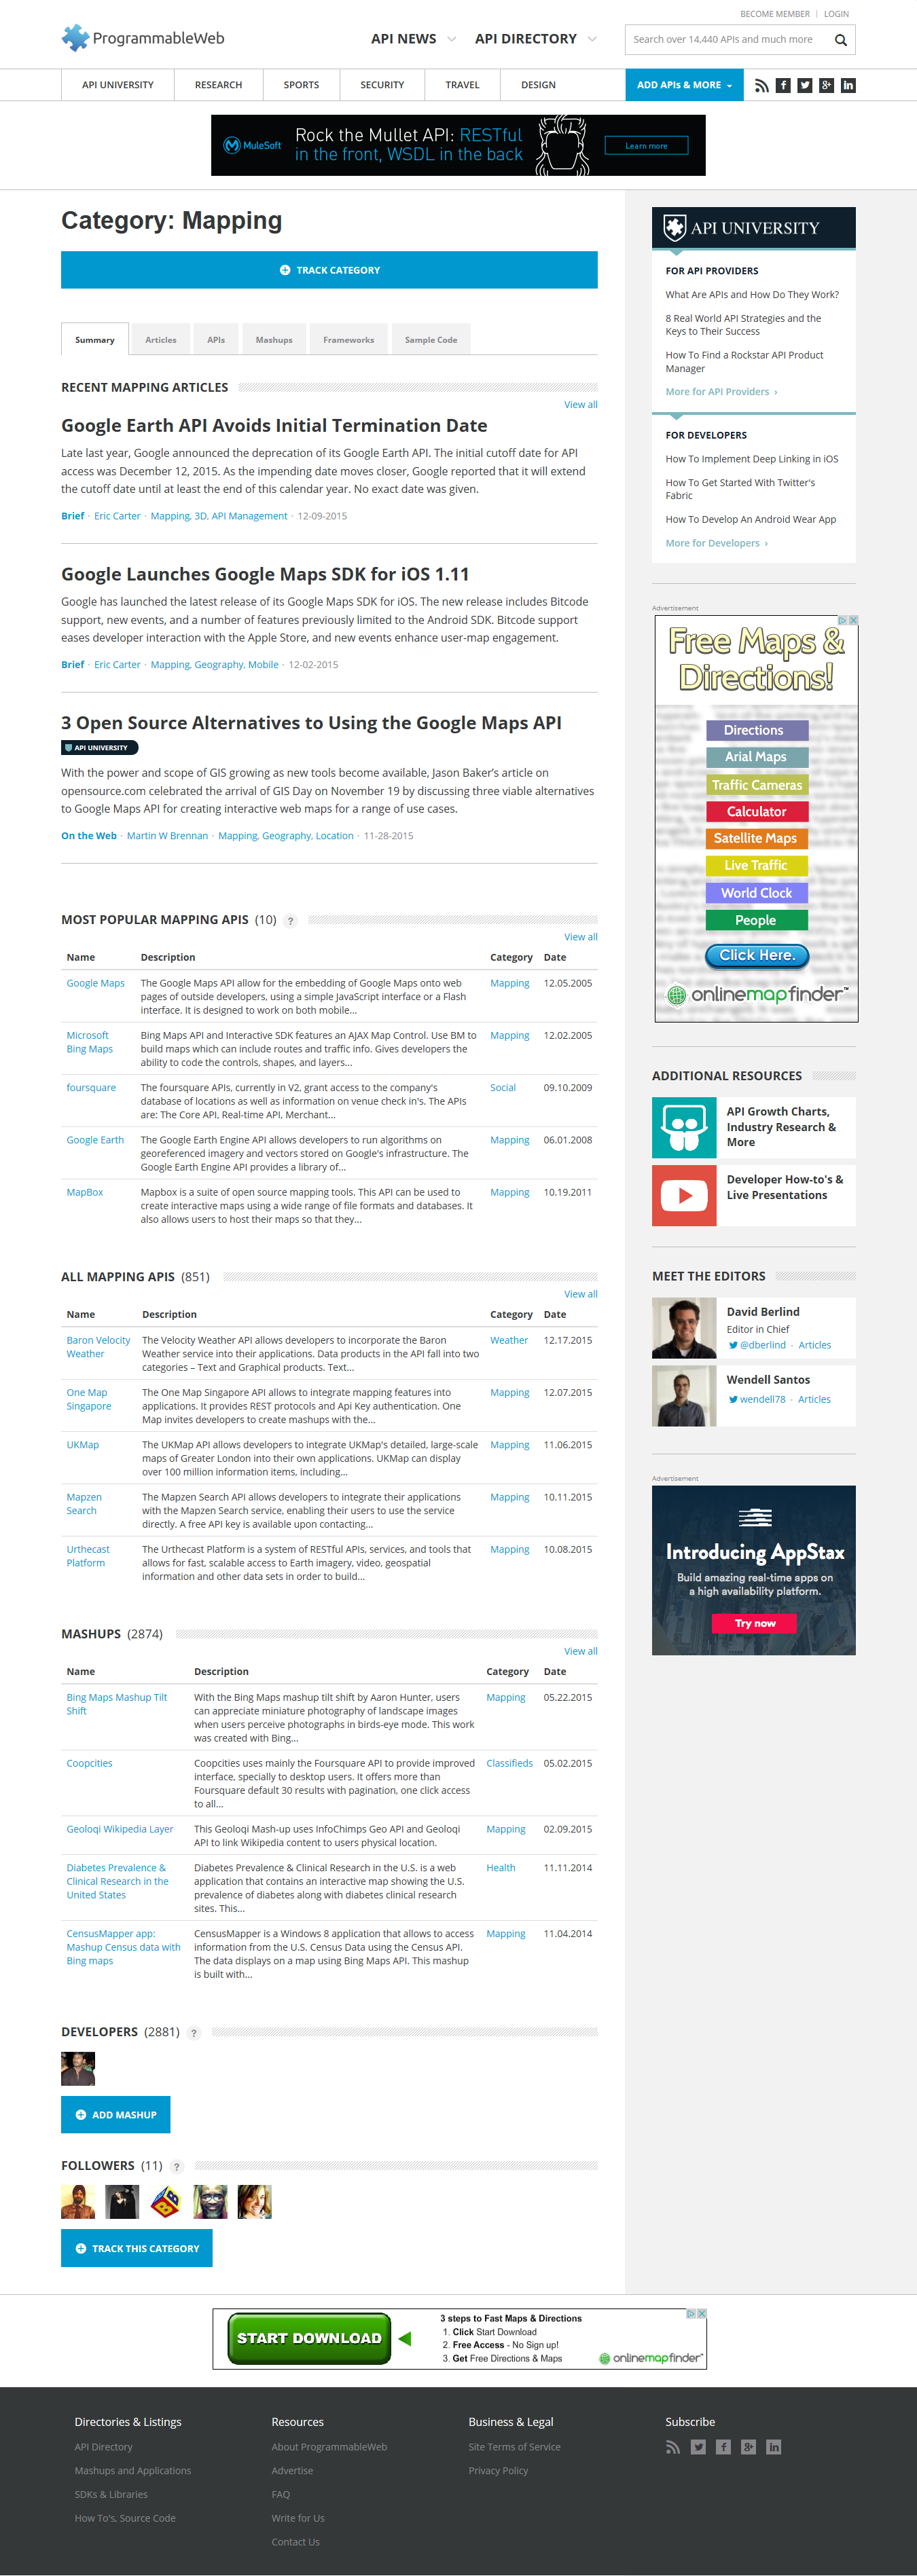 BECOME MEMBER | LOGIN
ProgrammableWeb
API NEWS
API DIRECTORY
Search over 14,440 APIs and much more
API UNIVERSITY
RESEARCH
SPORTS
SECURITY
TRAVEL
DESIGN
ADD APIs & MORE
MuleSoft
Rock the Mullet API: RESTful
in the front, WSDL in the back
Learn more
Category: Mapping
TRACK CATEGORY
Summary
Articles
APIs
Mashups
Frameworks
Sample Code
RECENT MAPPING ARTICLES
View all
Google Earth API Avoids Initial Termination Date
Late last year, Google announced the deprecation of its Google Earth API. The initial cutoff date for API
access was December 12, 2015. As the impending date moves closer, Google reported that it will extend
the cutoff date until at least the end of this calendar year. No exact date was given.
Brief · Eric Carter · Mapping, 3D, API Management · 12-09-2015
Google Launches Google Maps SDK for iOS 1.11
Google has launched the latest release of its Google Maps SDK for iOS. The new release includes Bitcode
support, new events, and a number of features previously limited to the Android SDK. Bitcode support
eases developer interaction with the Apple Store, and new events enhance user-map engagement.
Brief · Eric Carter · Mapping, Geography, Mobile · 12-02-2015
3 Open Source Alternatives to Using the Google Maps API
API UNIVERSITY
With the power and scope of GIS growing as new tools become available, Jason Baker's article on
opensource.com celebrated the arrival of GIS Day on November 19 by discussing three viable alternatives
to Google Maps API for creating interactive web maps for a range of use cases.
On the Web · Martin W Brennan · Mapping, Geography, Location · 11-28-2015
MOST POPULAR MAPPING APIS (10) ?
View all
Name Description Category Date
Google Maps The Google Maps API allow for the embedding of Google Maps onto web Mapping 12.05.2005
pages of outside developers, using a simple JavaScript interface or a Flash
interface. It is designed to work on both mobile...
Microsoft Bing Maps API and Interactive SDK features an AJAX Map Control. Use BM to Mapping 12.02.2005
Bing Maps build maps which can include routes and traffic info. Gives developers the
ability to code the controls, shapes, and layers...
foursquare The foursquare APIs, currently in V2, grant access to the company's Social 09.10.2009
database of locations as well as information on venue check in's. The APIs
are: The Core API, Real-time API, Merchant...
Google Earth The Google Earth Engine API allows developers to run algorithms on Mapping 06.01.2008
georeferenced imagery and vectors stored on Google's infrastructure. The
Google Earth Engine API provides a library of...
MapBox Mapbox is a suite of open source mapping tools. This API can be used to Mapping 10.19.2011
create interactive maps using a wide range of file formats and databases. It
also allows users to host their maps so that they...
ALL MAPPING APIS (851)
View all
Name Description Category Date
Baron Velocity The Velocity Weather API allows developers to incorporate the Baron Weather 12.17.2015
Weather Weather service into their applications. Data products in the API fall into two
categories – Text and Graphical products. Text...
One Map The One Map Singapore API allows to integrate mapping features into Mapping 12.07.2015
Singapore applications. It provides REST protocols and Api Key authentication. One
Map invites developers to create mashups with the...
UKMap The UKMap API allows developers to integrate UKMap's detailed, large-scale Mapping 11.06.2015
maps of Greater London into their own applications. UKMap can display
over 100 million information items, including...
Mapzen The Mapzen Search API allows developers to integrate their applications Mapping 10.11.2015
Search with the Mapzen Search service, enabling their users to use the service
directly. A free API key is available upon contacting...
Urthecast The Urthecast Platform is a system of RESTful APIs, services, and tools that Mapping 10.08.2015
Platform allows for fast, scalable access to Earth imagery, video, geospatial
information and other data sets in order to build...
MASHUPS (2874)
View all
Name Description Category Date
Bing Maps Mashup Tilt With the Bing Maps mashup tilt shift by Aaron Hunter, users Mapping 05.22.2015
Shift can appreciate miniature photography of landscape images
when users perceive photographs in birds-eye mode. This work
was created with Bing...
Coopcities Coopcities uses mainly the Foursquare API to provide improved Classifieds 05.02.2015
interface, specially to desktop users. It offers more than
Foursquare default 30 results with pagination, one click access
to all...
Geoloqi Wikipedia Layer This Geoloqi Mash-up uses InfoChimps Geo API and Geoloqi Mapping 02.09.2015
API to link Wikipedia content to users physical location.
Diabetes Prevalence & Diabetes Prevalence & Clinical Research in the U.S. is a web Health 11.11.2014
Clinical Research in the application that contains an interactive map showing the U.S.
United States prevalence of diabetes along with diabetes clinical research
sites. This...
CensusMapper app: CensusMapper is a Windows 8 application that allows to access Mapping 11.04.2014
Mashup Census data with information from the U.S. Census Data using the Census API.
Bing maps The data displays on a map using Bing Maps API. This mashup
is built with...
DEVELOPERS (2881) ?
ADD MASHUP
FOLLOWERS (11) ?
TRACK THIS CATEGORY
API UNIVERSITY
FOR API PROVIDERS
What Are APIs and How Do They Work?
8 Real World API Strategies and the
Keys to Their Success
How To Find a Rockstar API Product
Manager
More for API Providers ›
FOR DEVELOPERS
How To Implement Deep Linking in iOS
How To Get Started With Twitter's
Fabric
How To Develop An Android Wear App
More for Developers ›
Advertisement
Free Maps &
Directions!
Directions
Arial Maps
Traffic Cameras
Calculator
Satellite Maps
Live Traffic
World Clock
People
Click Here.
onlinemapfinder™
ADDITIONAL RESOURCES
API Growth Charts,
Industry Research &
More
Developer How-to's &
Live Presentations
MEET THE EDITORS
David Berlind
Editor in Chief
@dberlind · Articles
Wendell Santos
wendell78 · Articles
Advertisement
Introducing AppStax
Build amazing real-time apps on
a high availability platform.
Try now
START DOWNLOAD
3 steps to Fast Maps & Directions
1. Click Start Download
2. Free Access - No Sign up!
3. Get Free Directions & Maps
onlinemapfinder™
Directories & Listings
API Directory
Mashups and Applications
SDKs & Libraries
How To's, Source Code
Resources
About ProgrammableWeb
Advertise
FAQ
Write for Us
Contact Us
Business & Legal
Site Terms of Service
Privacy Policy
Subscribe